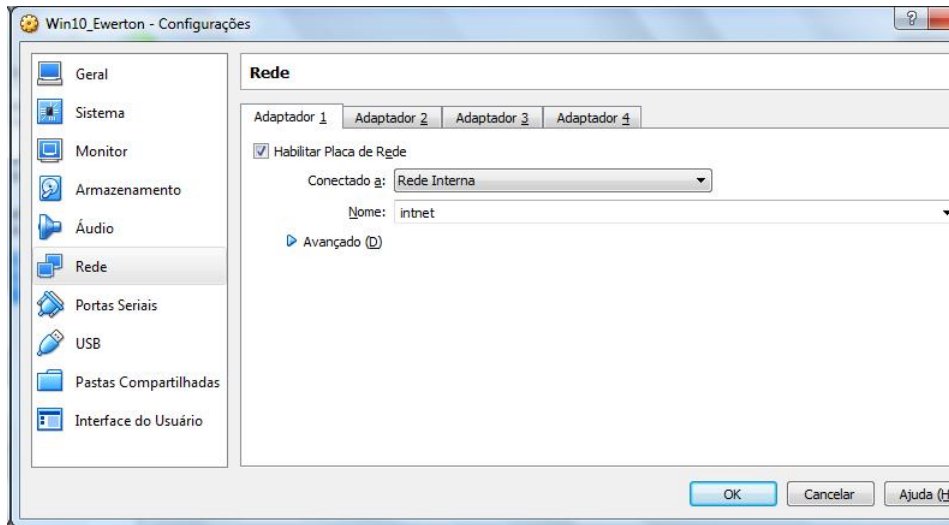 Win10_Ewerton - Configurações
?
Geral
Sistema
Monitor
Armazenamento
Áudio
Rede
Portas Seriais
USB
Pastas Compartilhadas
Interface do Usuário
Rede
Adaptador 1 Adaptador 2 Adaptador 3 Adaptador 4
Habilitar Placa de Rede
Conectado a: Rede Interna
Nome: intnet
Avançado (D)
OK Cancelar Ajuda (H